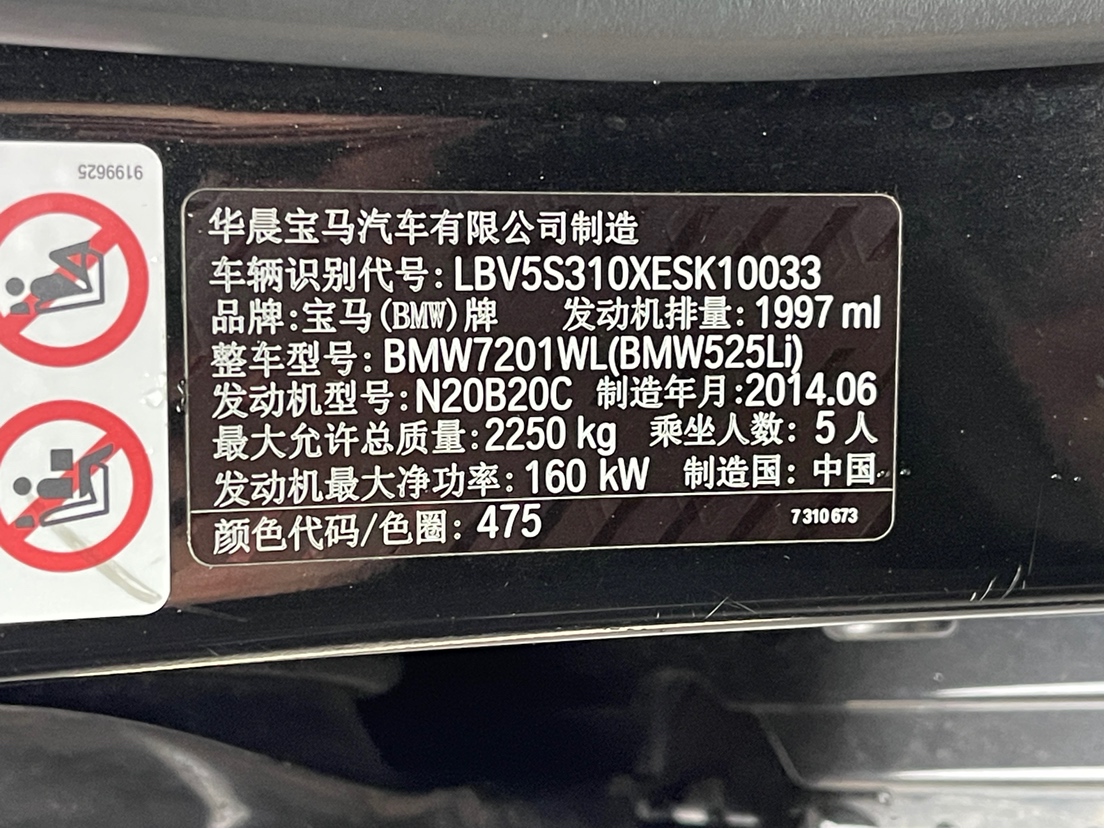 9199625
华晨宝马汽车有限公司制造
车辆识别代号: LBV5S310XESK10033
品牌:宝马(BMW)牌 发动机排量: 1997 ml
整车型号: BMW7201WL(BMW525Li)
发动机型号: N20B20C 制造年月:2014.06
最大允许总质量:2250 kg 乘坐人数: 5 人
发动机最大净功率: 160 kW 制造国: 中国
颜色代码/色圈: 475 7310673